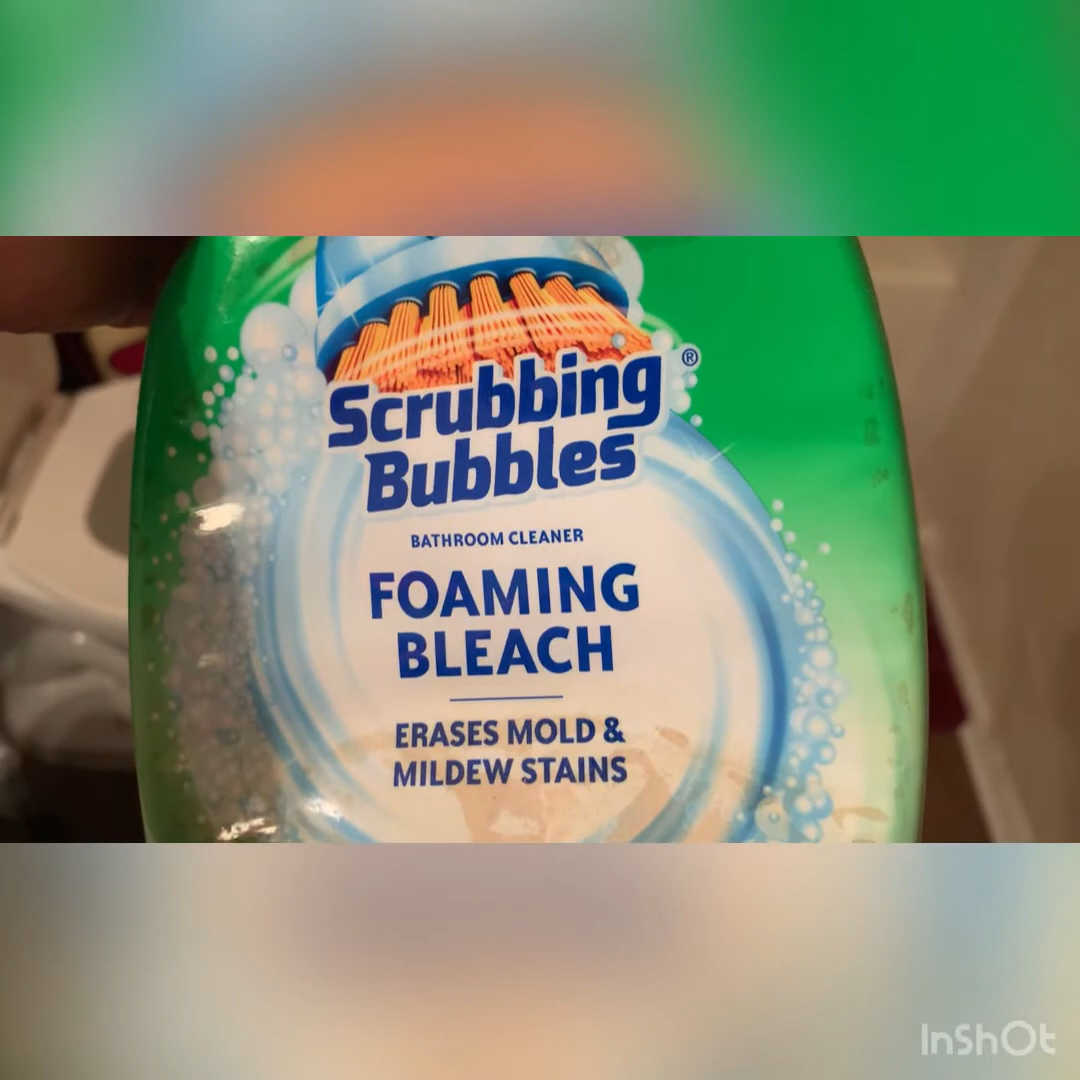 Scrubbing
Bubbles®
BATHROOM CLEANER
FOAMING
BLEACH
ERASES MOLD &
MILDEW STAINS
InShOt